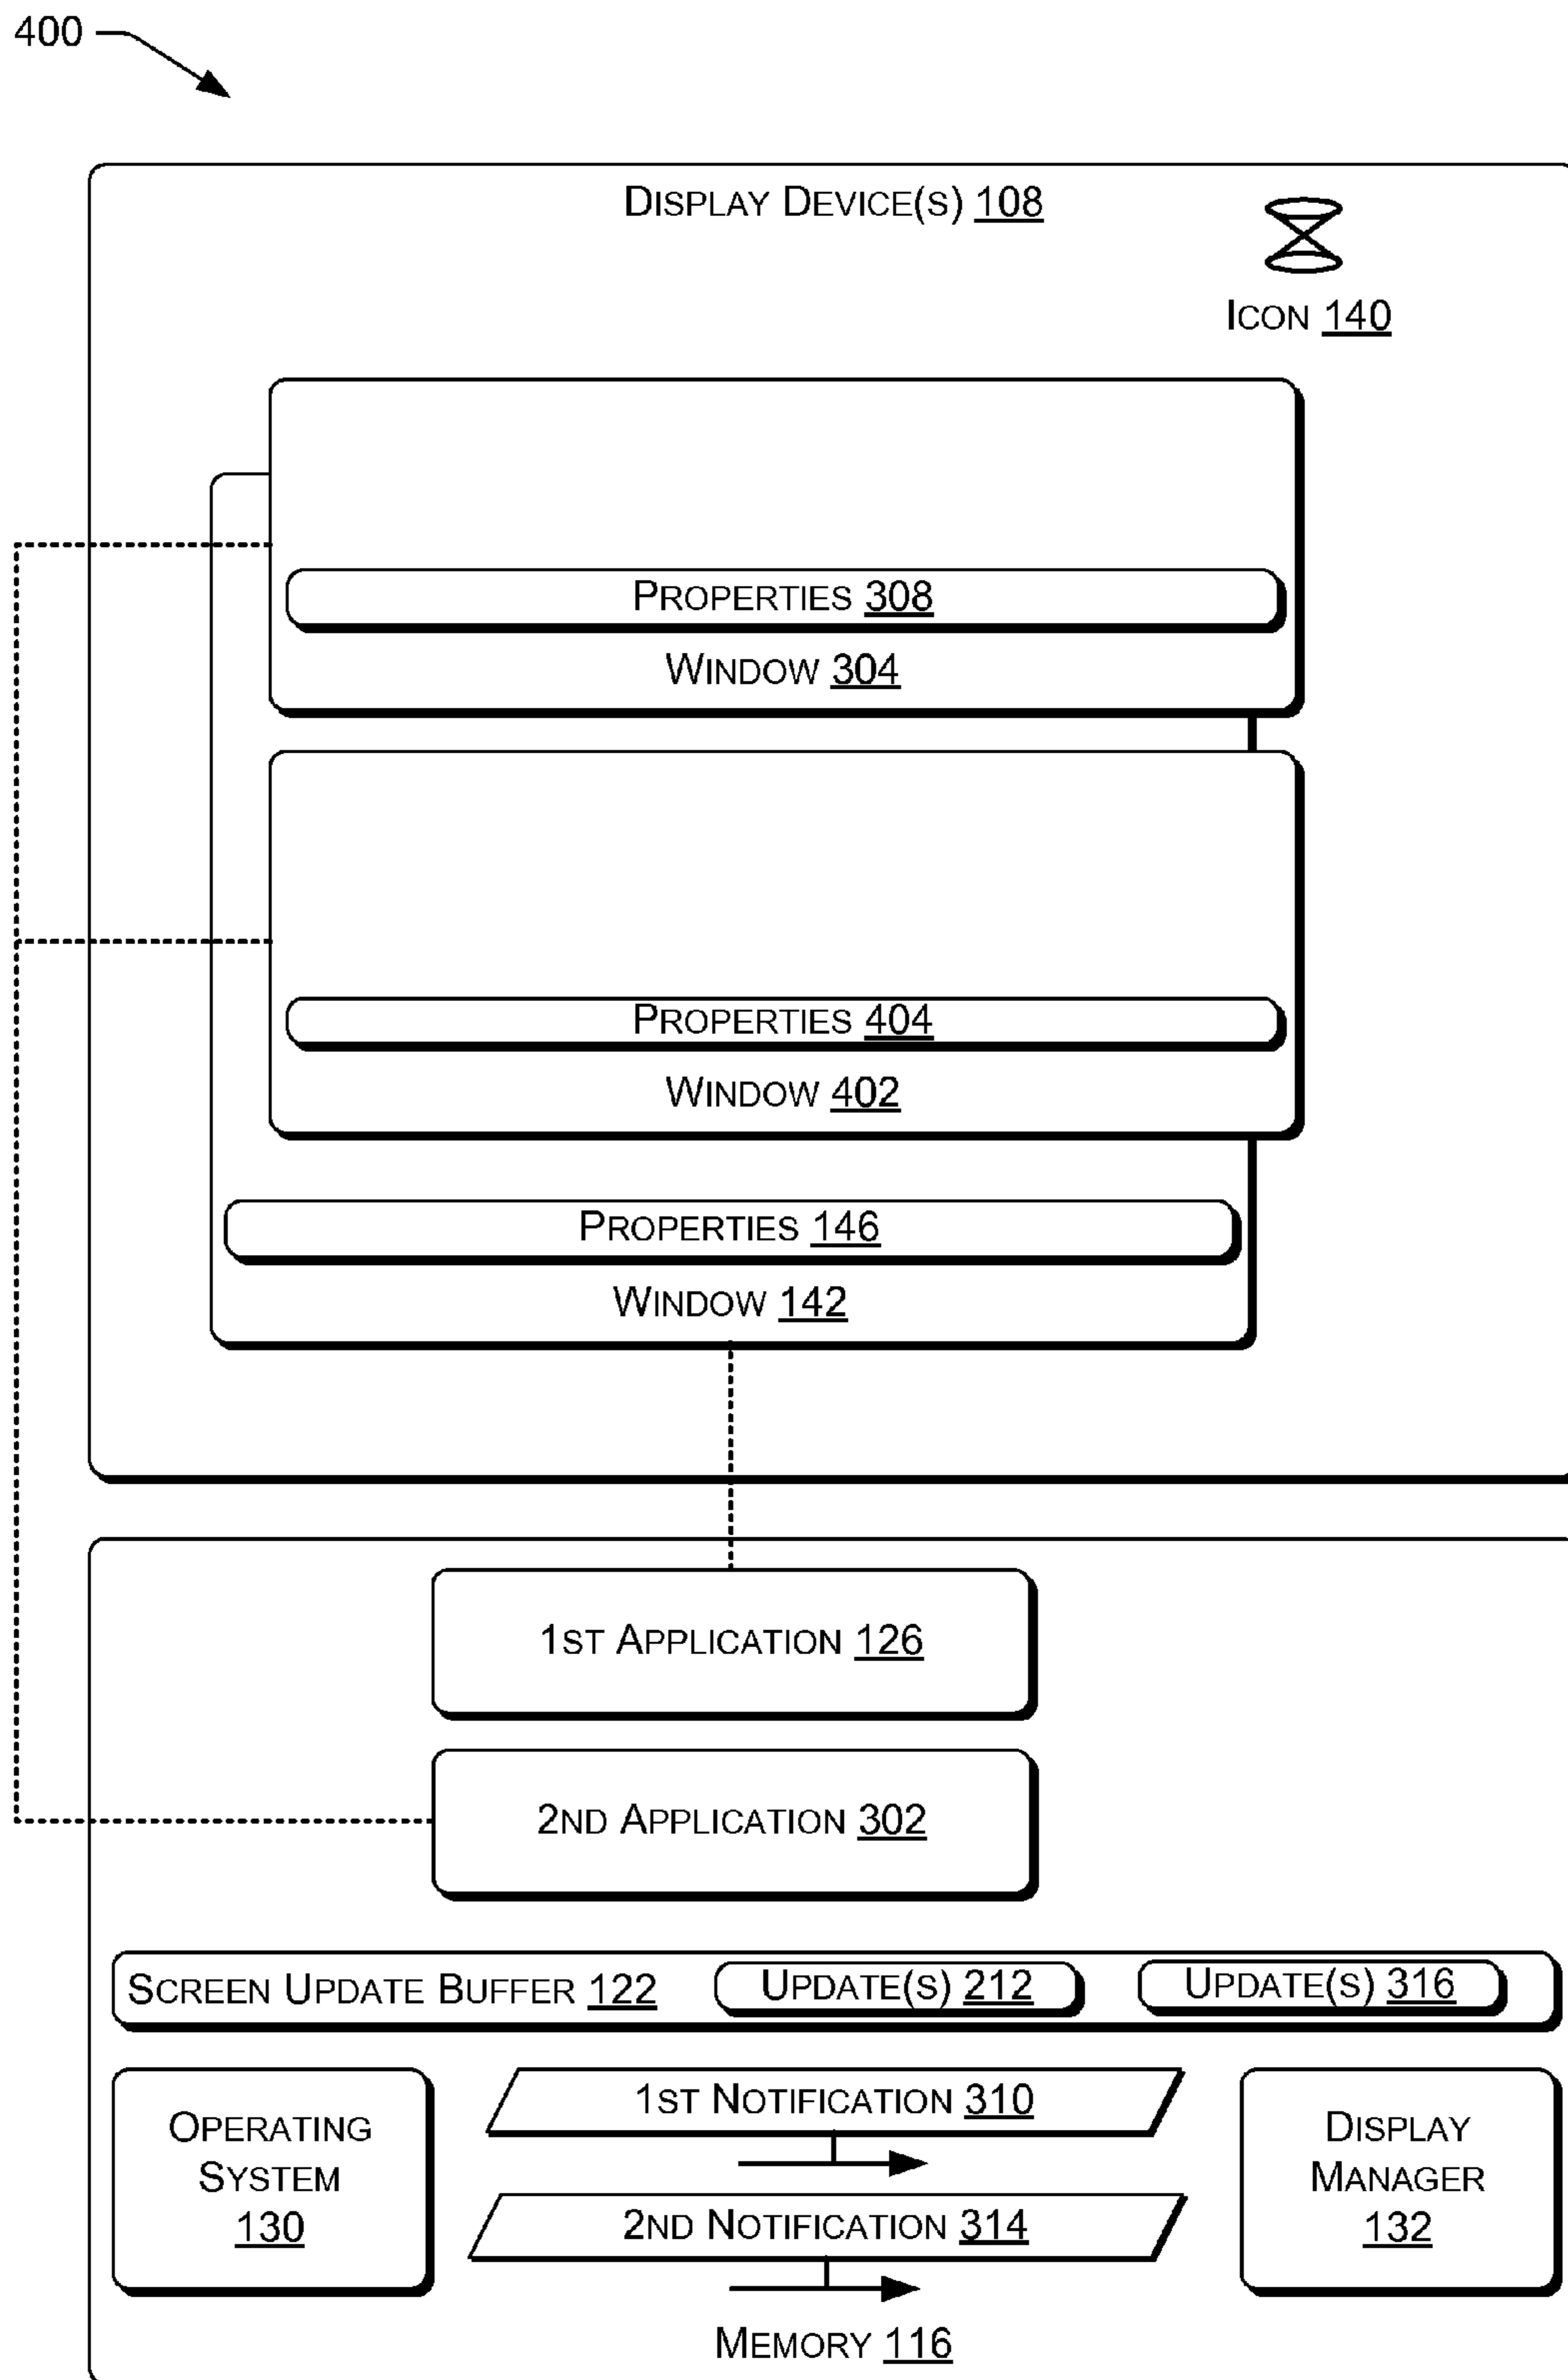 400
DISPLAY DEVICE(S) 108
ICON 140
PROPERTIES 308
WINDOW 304
PROPERTIES 404
WINDOW 402
PROPERTIES 146
WINDOW 142
1ST APPLICATION 126
2ND APPLICATION 302
SCREEN UPDATE BUFFER 122 UPDATE(S) 212 UPDATE(S) 316
OPERATING
SYSTEM
130
1ST NOTIFICATION 310
2ND NOTIFICATION 314
DISPLAY
MANAGER
132
MEMORY 116